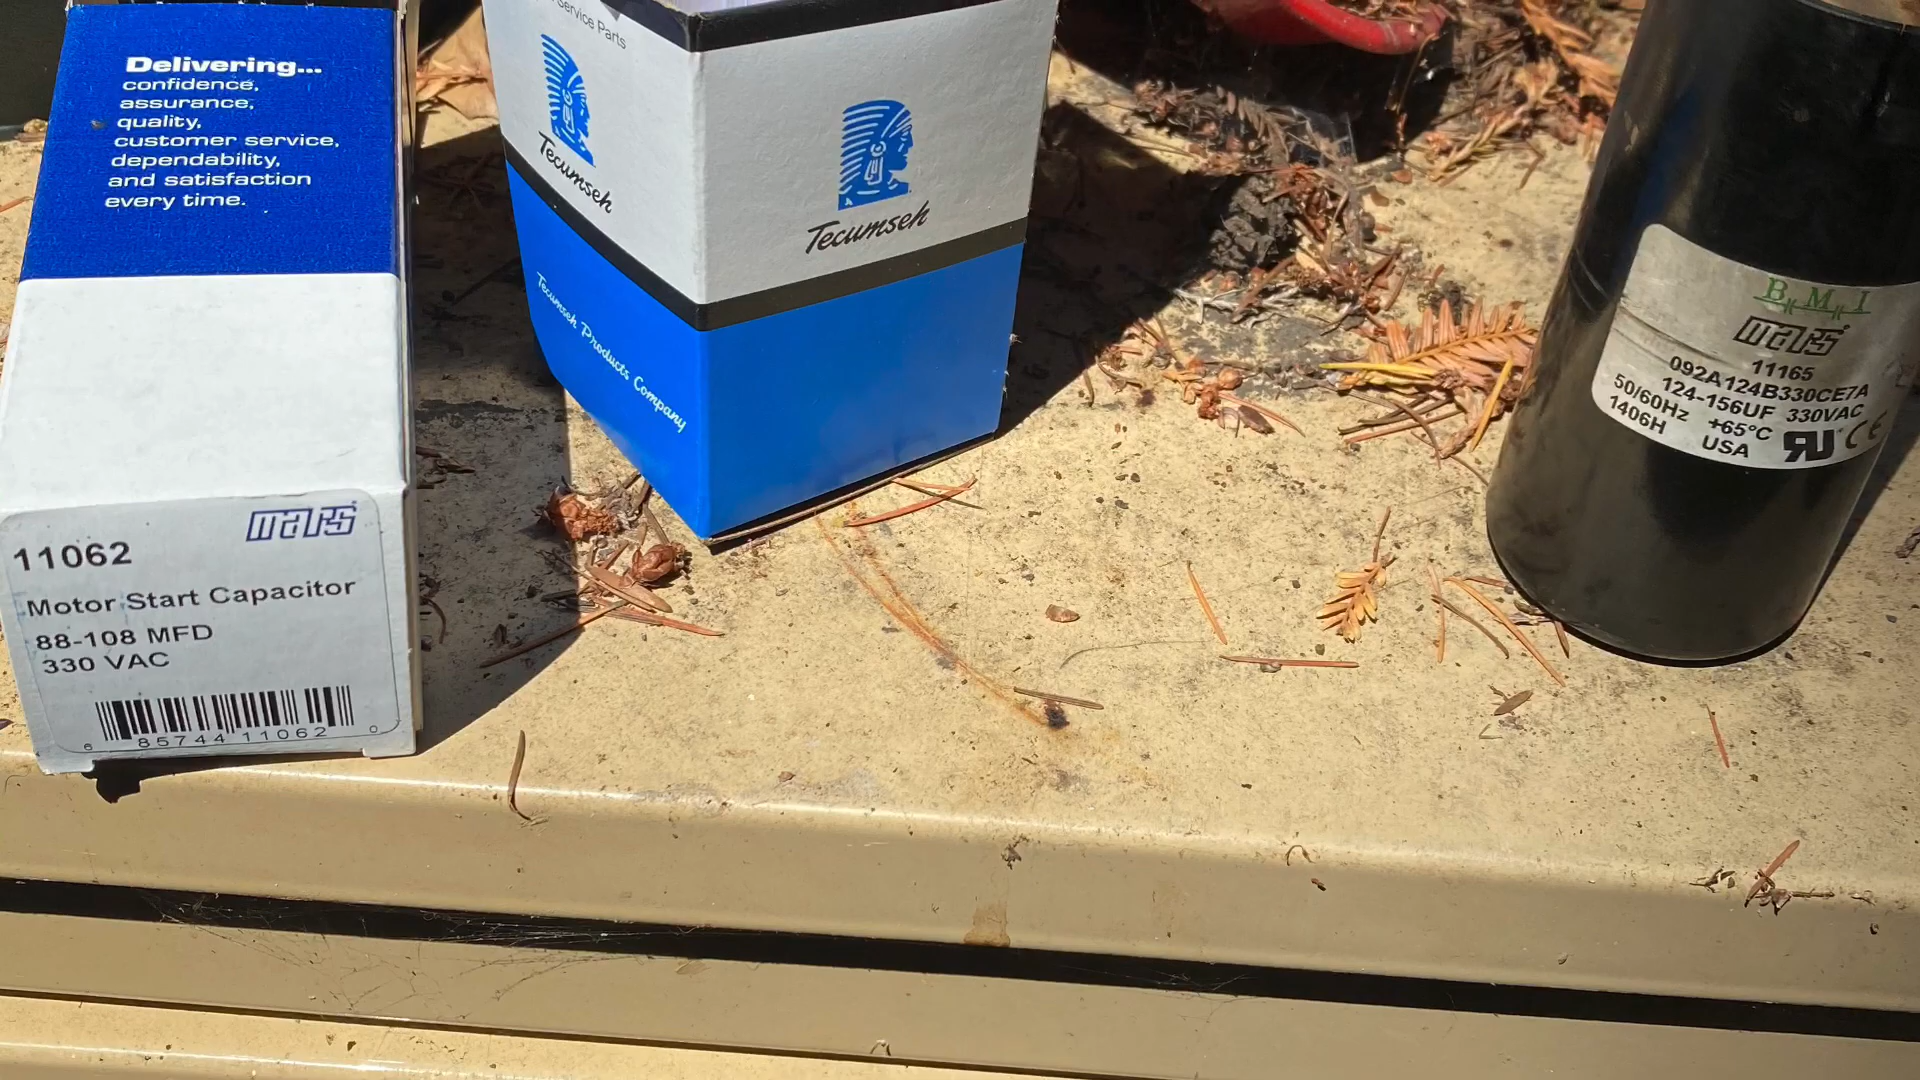 Delivering...
confidence,
assurance,
quality,
customer service,
dependability,
and satisfaction
every time.
mars
11062
Motor Start Capacitor
88-108 MFD
330 VAC
6 85744 11062 0
Service Parts
Tecumseh
Tecumseh Products Company
Tecumseh
B M I
mars
11165
092A124B330CE7A
124-156UF 330VAC
50/60Hz +65°C
1406H USA
CE